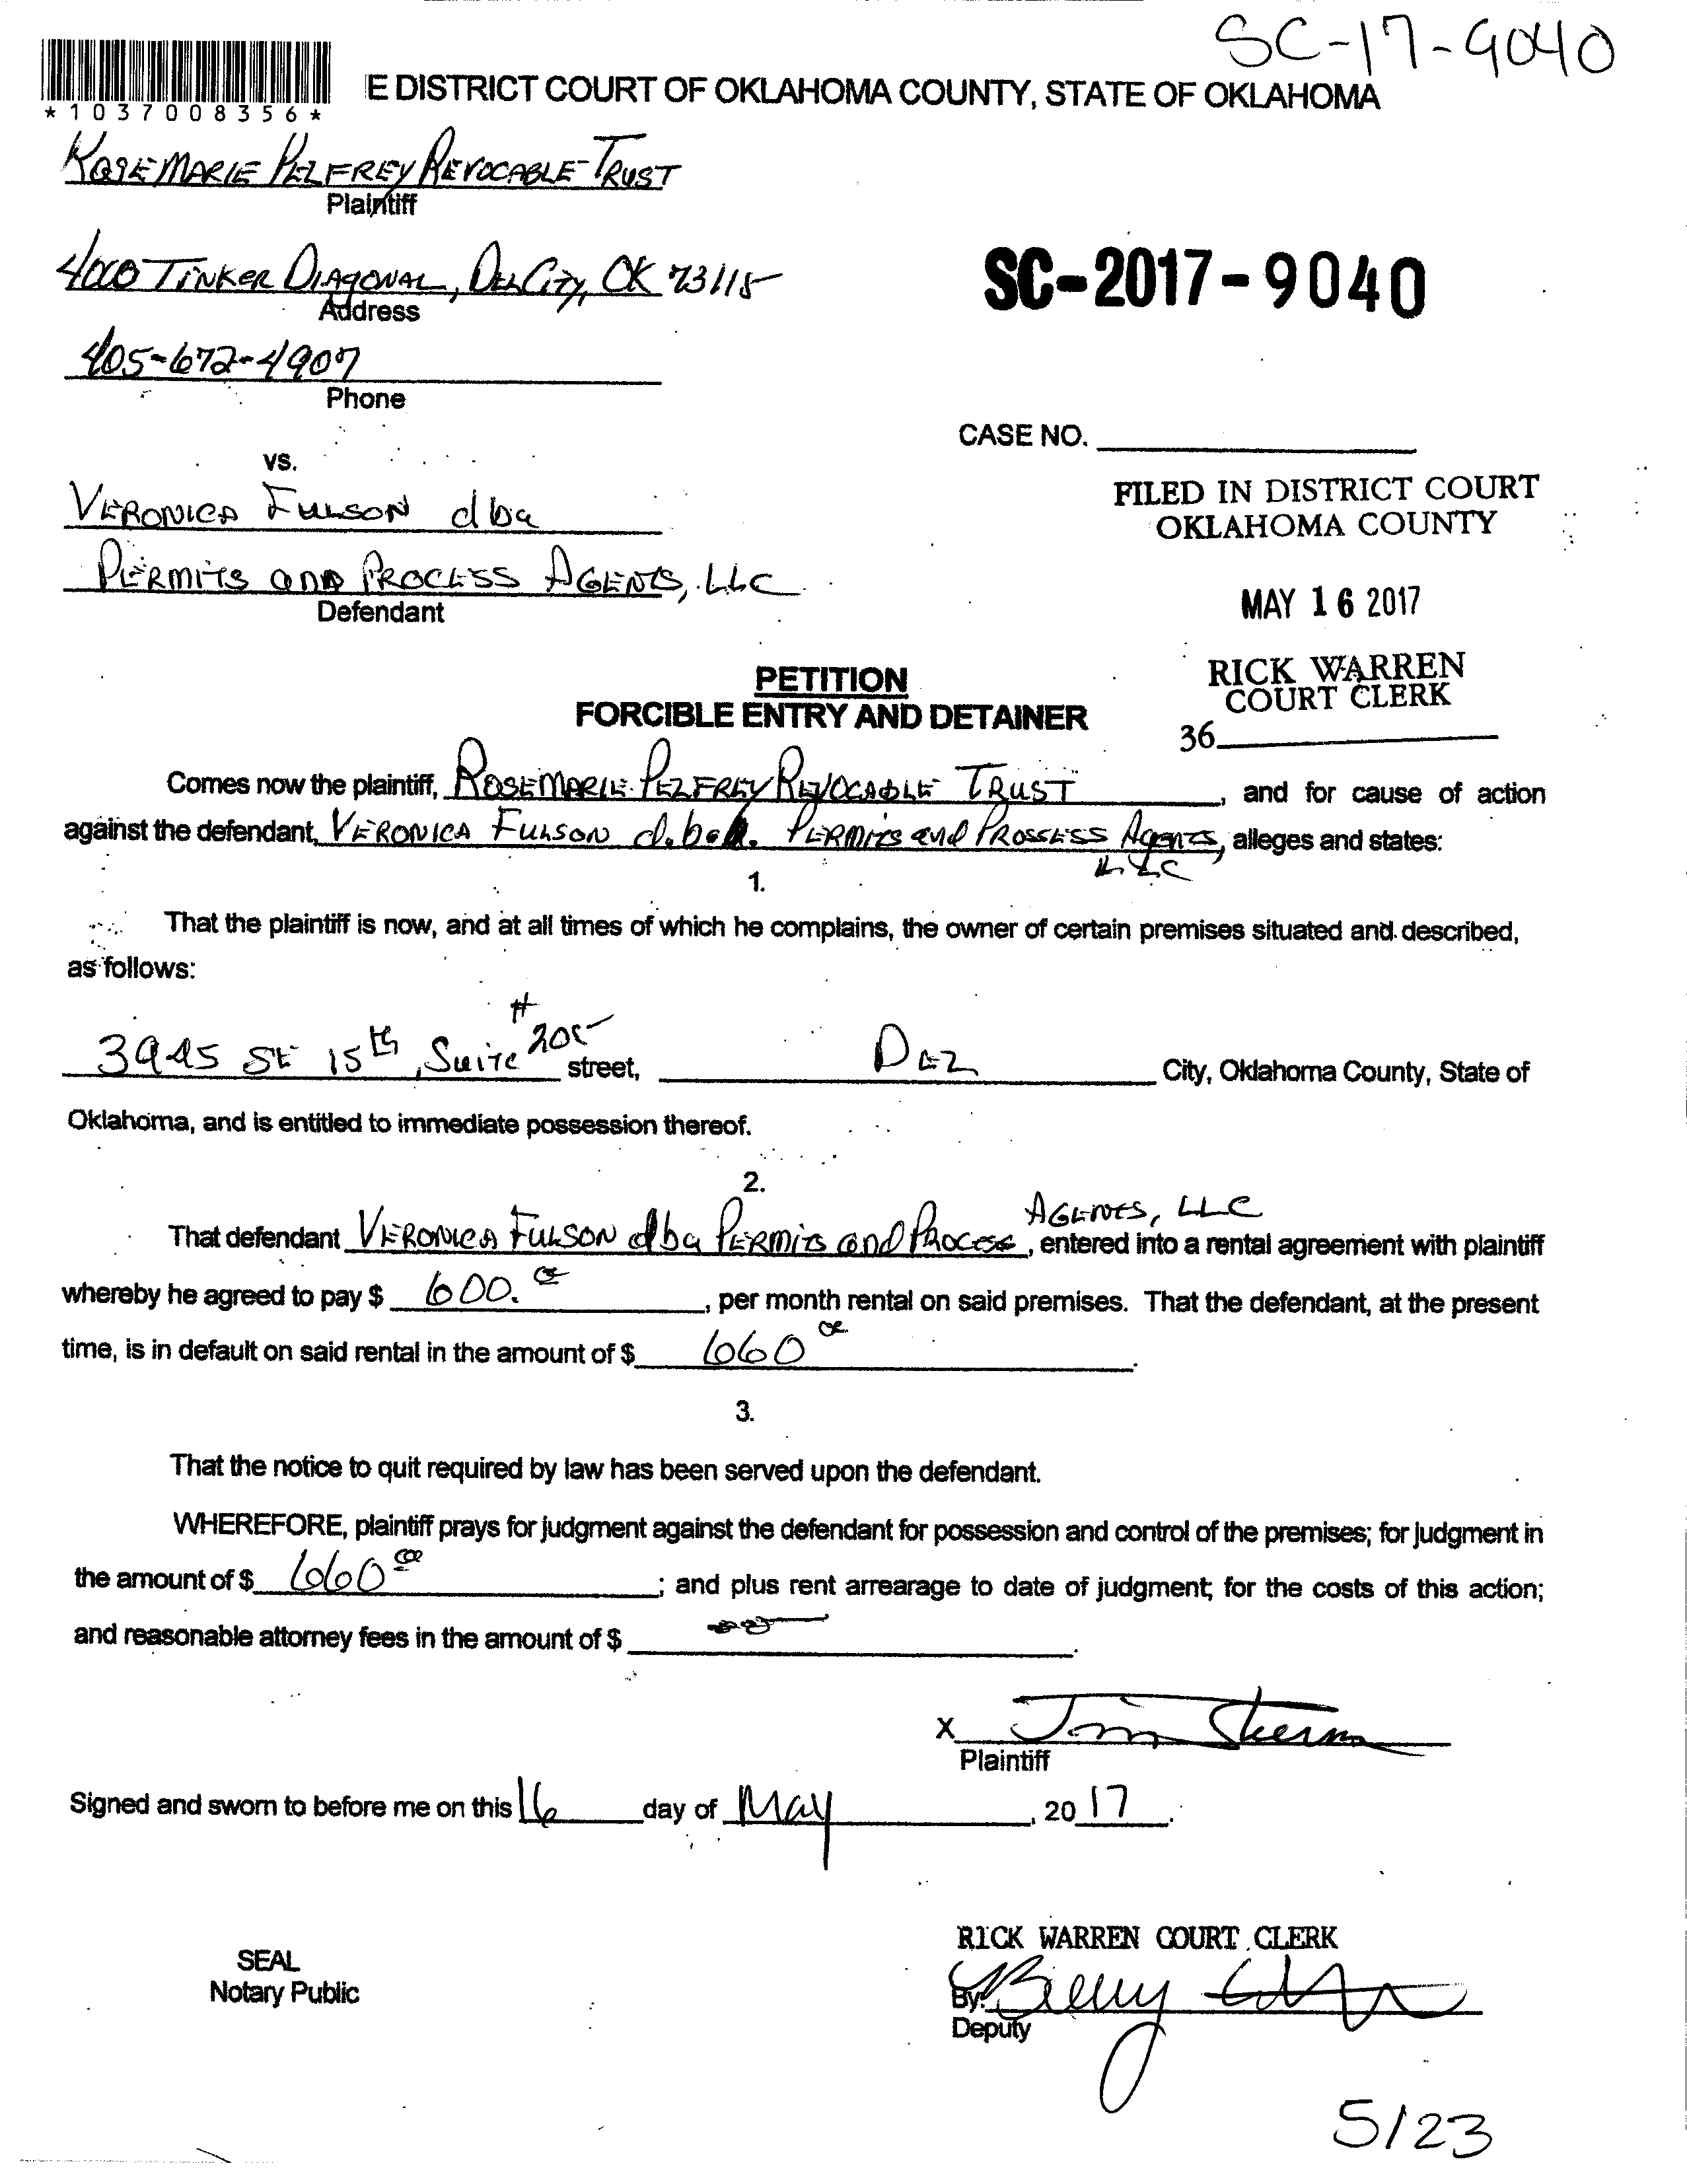 SC-17-9040
E DISTRICT COURT OF OKLAHOMA COUNTY, STATE OF OKLAHOMA
*1037008356*
ROSEMARIE PELFREY REVOCABLE TRUST
Plaintiff
4000 TINKER DIAGONAL, DEL CITY, OK 73115
Address
SC-2017-9040
405-672-4907
Phone
CASE NO.
vs.
VERONICA FULSON dba
PERMITS AND PROCESS AGENTS, LLC
Defendant
FILED IN DISTRICT COURT
OKLAHOMA COUNTY
MAY 16 2017
RICK WARREN
COURT CLERK
36
PETITION
FORCIBLE ENTRY AND DETAINER
Comes now the plaintiff, ROSEMARIE PELFREY REVOCABLE TRUST, and for cause of action
against the defendant, VERONICA FULSON d.b.a. PERMITS and PROSSESS AGENTS, LLC alleges and states:
1.
That the plaintiff is now, and at all times of which he complains, the owner of certain premises situated and described,
as follows:
3945 SE 15th, Suite #205 street, DEL City, Oklahoma County, State of
Oklahoma, and is entitled to immediate possession thereof.
2.
That defendant VERONICA FULSON dba PERMITS and PROCESS AGENTS, LLC, entered into a rental agreement with plaintiff
whereby he agreed to pay $ 600.00, per month rental on said premises. That the defendant, at the present
time, is in default on said rental in the amount of $ 660 00.
3.
That the notice to quit required by law has been served upon the defendant.
WHEREFORE, plaintiff prays for judgment against the defendant for possession and control of the premises; for judgment in
the amount of $ 660 00; and plus rent arrearage to date of judgment; for the costs of this action;
and reasonable attorney fees in the amount of $
X Jim Sherman
Plaintiff
Signed and sworn to before me on this 16 day of May, 2017.
RICK WARREN COURT CLERK
SEAL
Notary Public
By:
Deputy
5/23